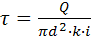 τ = Q / (πd²·k·i)